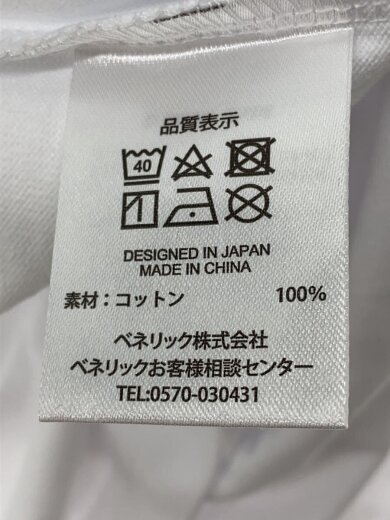 品質表示
40
DESIGNED IN JAPAN
MADE IN CHINA
素材：コットン 100%
ベネリック株式会社
ベネリックお客様相談センター
TEL:0570-030431